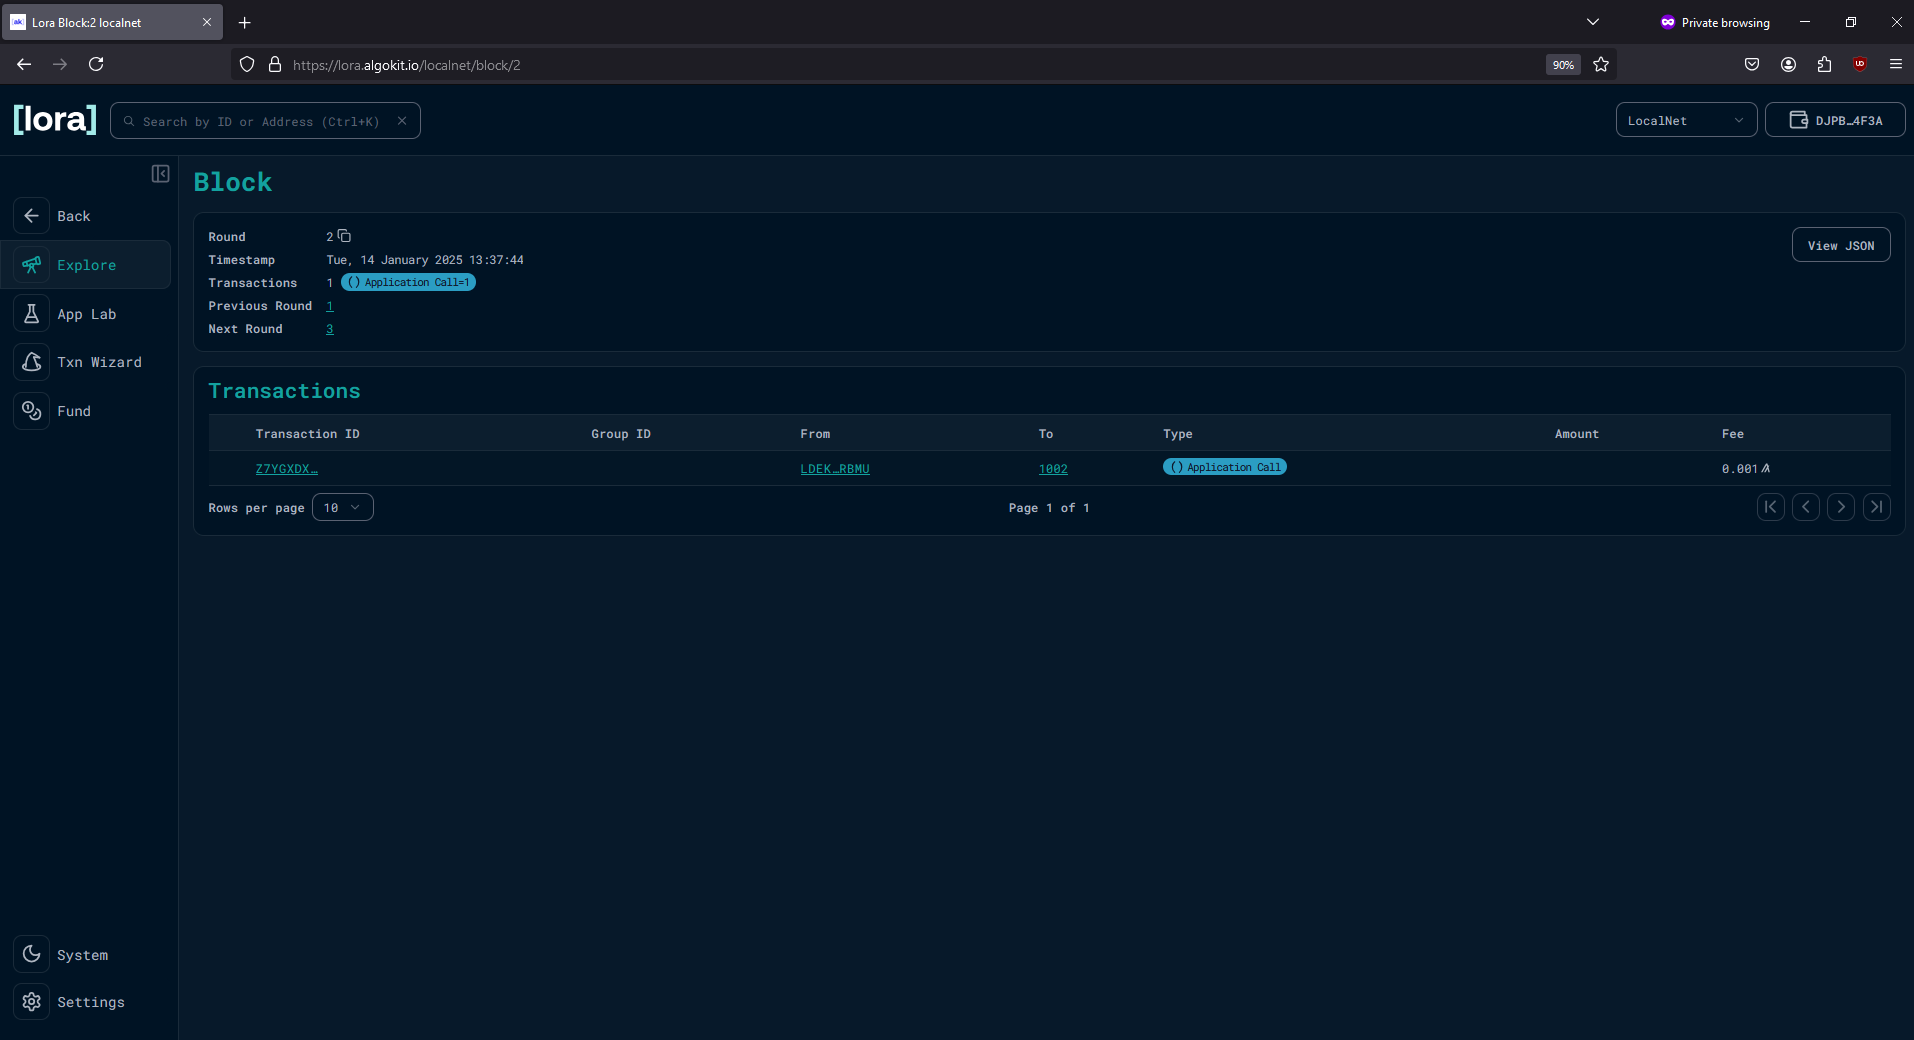 Lora Block:2 localnet
Private browsing
https://lora.algokit.io/localnet/block/2
90%
[lora]
Search by ID or Address (Ctrl+K)
LocalNet
DJPB…4F3A
Back
Explore
App Lab
Txn Wizard
Fund
System
Settings
Block
Round 2
Timestamp Tue, 14 January 2025 13:37:44
Transactions 1 () Application Call=1
Previous Round 1
Next Round 3
View JSON
Transactions
Transaction ID Group ID From To Type Amount Fee
Z7YGXDX… LDEK…RBMU 1002 () Application Call 0.001
Rows per page 10 Page 1 of 1